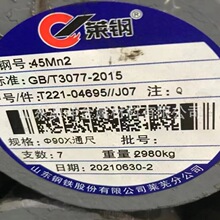 莱钢
钢号:45Mn2
标准:GB/T3077-2015
号/件:T221-04695//J07 注:Q
规格:Φ90X通尺 批号:
支数:7 重量:2980kg
日期:20210630-2
山东钢铁股份有限公司莱芜分公司